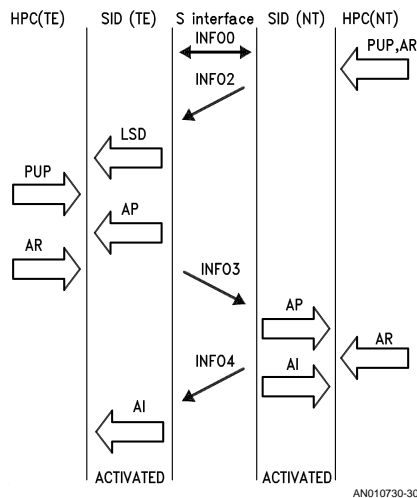 HPC(TE) SID (TE) S interface SID (NT) HPC(NT)
INFO0
PUP,AR
INFO2
LSD
PUP
AP
AR
INFO3
AP
AR
INFO4
AI
AI
ACTIVATED ACTIVATED
AN010730-30